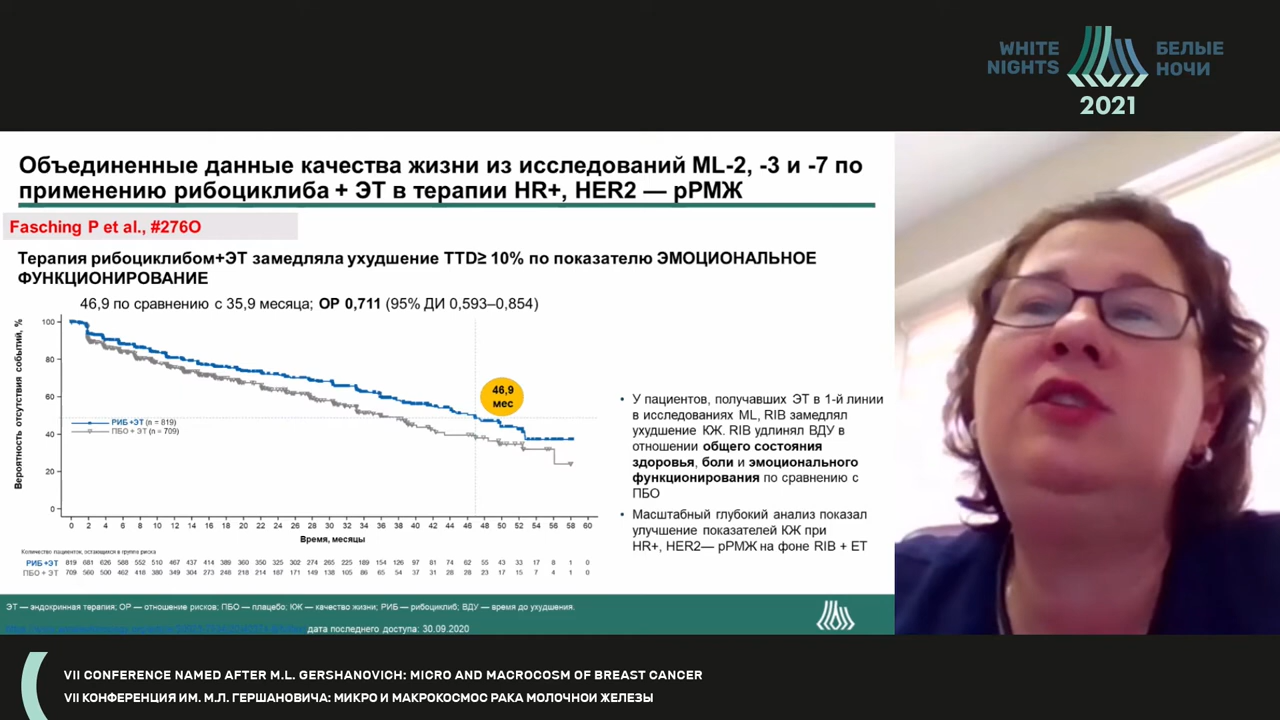 WHITE NIGHTS
БЕЛЫЕ НОЧИ
2021
Объединенные данные качества жизни из исследований ML-2, -3 и -7 по
применению рибоциклиба + ЭТ в терапии HR+, HER2 — рРМЖ
Fasching P et al., #276O
Терапия рибоциклибом+ЭТ замедляла ухудшение TTD≥ 10% по показателю ЭМОЦИОНАЛЬНОЕ
ФУНКЦИОНИРОВАНИЕ
46,9 по сравнению с 35,9 месяца; ОР 0,711 (95% ДИ 0,593–0,854)
Вероятность отсутствия событий, %
100
80
60
40
20
0
46,9
мес
РИБ +ЭТ (n = 819)
ПБО + ЭТ (n = 709)
0 2 4 6 8 10 12 14 16 18 20 22 24 26 28 30 32 34 36 38 40 42 44 46 48 50 52 54 56 58 60
Время, месяцы
Количество пациентов, остающихся в группе риска
РИБ +ЭТ 819 681 626 588 552 510 467 437 414 389 360 350 325 302 274 265 225 189 154 126 97 81 74 62 55 43 33 17 8 1 0
ПБО + ЭТ 709 560 500 462 418 380 349 304 273 248 218 214 187 171 149 138 105 86 65 54 37 31 28 28 23 17 15 7 4 1 0
• У пациентов, получавших ЭТ в 1-й линии
в исследованиях ML, RIB замедлял
ухудшение КЖ. RIB удлинял ВДУ в
отношении общего состояния
здоровья, боли и эмоционального
функционирования по сравнению с
ПБО
• Масштабный глубокий анализ показал
улучшение показателей КЖ при
HR+, HER2— рРМЖ на фоне RIB + ET
ЭТ — эндокринная терапия; ОР — отношение рисков; ПБО — плацебо; КЖ — качество жизни; РИБ — рибоциклиб; ВДУ — время до ухудшения.
дата последнего доступа: 30.09.2020
VII CONFERENCE NAMED AFTER M.L. GERSHANOVICH: MICRO AND MACROCOSM OF BREAST CANCER
VII КОНФЕРЕНЦИЯ ИМ. М.Л. ГЕРШАНОВИЧА: МИКРО И МАКРОКОСМОС РАКА МОЛОЧНОЙ ЖЕЛЕЗЫ